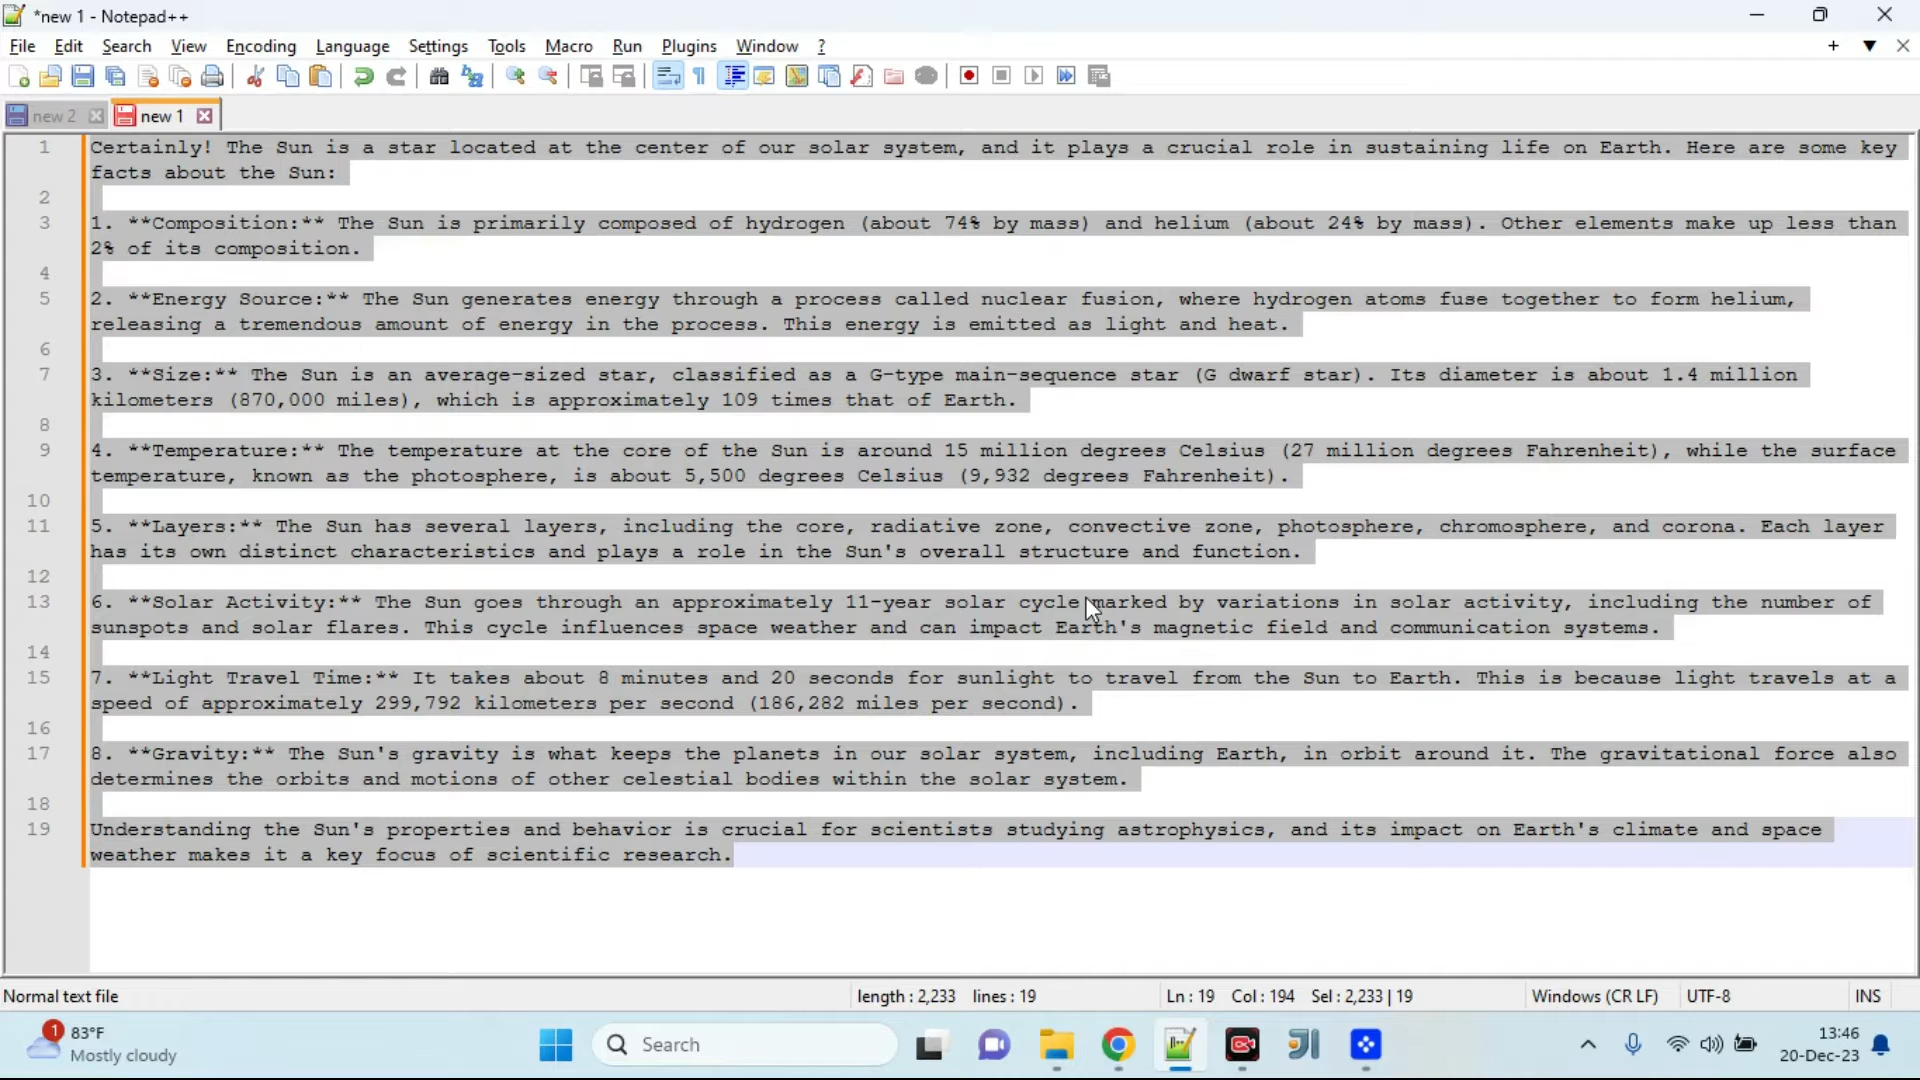 *new 1 - Notepad++
File Edit Search View Encoding Language Settings Tools Macro Run Plugins Window ?
new 2 new 1
1 Certainly! The Sun is a star located at the center of our solar system, and it plays a crucial role in sustaining life on Earth. Here are some key
facts about the Sun:
2
3 1. **Composition:** The Sun is primarily composed of hydrogen (about 74% by mass) and helium (about 24% by mass). Other elements make up less than
2% of its composition.
4
5 2. **Energy Source:** The Sun generates energy through a process called nuclear fusion, where hydrogen atoms fuse together to form helium,
releasing a tremendous amount of energy in the process. This energy is emitted as light and heat.
6
7 3. **Size:** The Sun is an average-sized star, classified as a G-type main-sequence star (G dwarf star). Its diameter is about 1.4 million
kilometers (870,000 miles), which is approximately 109 times that of Earth.
8
9 4. **Temperature:** The temperature at the core of the Sun is around 15 million degrees Celsius (27 million degrees Fahrenheit), while the surface
temperature, known as the photosphere, is about 5,500 degrees Celsius (9,932 degrees Fahrenheit).
10
11 5. **Layers:** The Sun has several layers, including the core, radiative zone, convective zone, photosphere, chromosphere, and corona. Each layer
has its own distinct characteristics and plays a role in the Sun's overall structure and function.
12
13 6. **Solar Activity:** The Sun goes through an approximately 11-year solar cycle marked by variations in solar activity, including the number of
sunspots and solar flares. This cycle influences space weather and can impact Earth's magnetic field and communication systems.
14
15 7. **Light Travel Time:** It takes about 8 minutes and 20 seconds for sunlight to travel from the Sun to Earth. This is because light travels at a
speed of approximately 299,792 kilometers per second (186,282 miles per second).
16
17 8. **Gravity:** The Sun's gravity is what keeps the planets in our solar system, including Earth, in orbit around it. The gravitational force also
determines the orbits and motions of other celestial bodies within the solar system.
18
19 Understanding the Sun's properties and behavior is crucial for scientists studying astrophysics, and its impact on Earth's climate and space
weather makes it a key focus of scientific research.
Normal text file length : 2,233 lines : 19 Ln : 19 Col : 194 Sel : 2,233 | 19 Windows (CR LF) UTF-8 INS
1 83°F
Mostly cloudy
Search
13:46
20-Dec-23